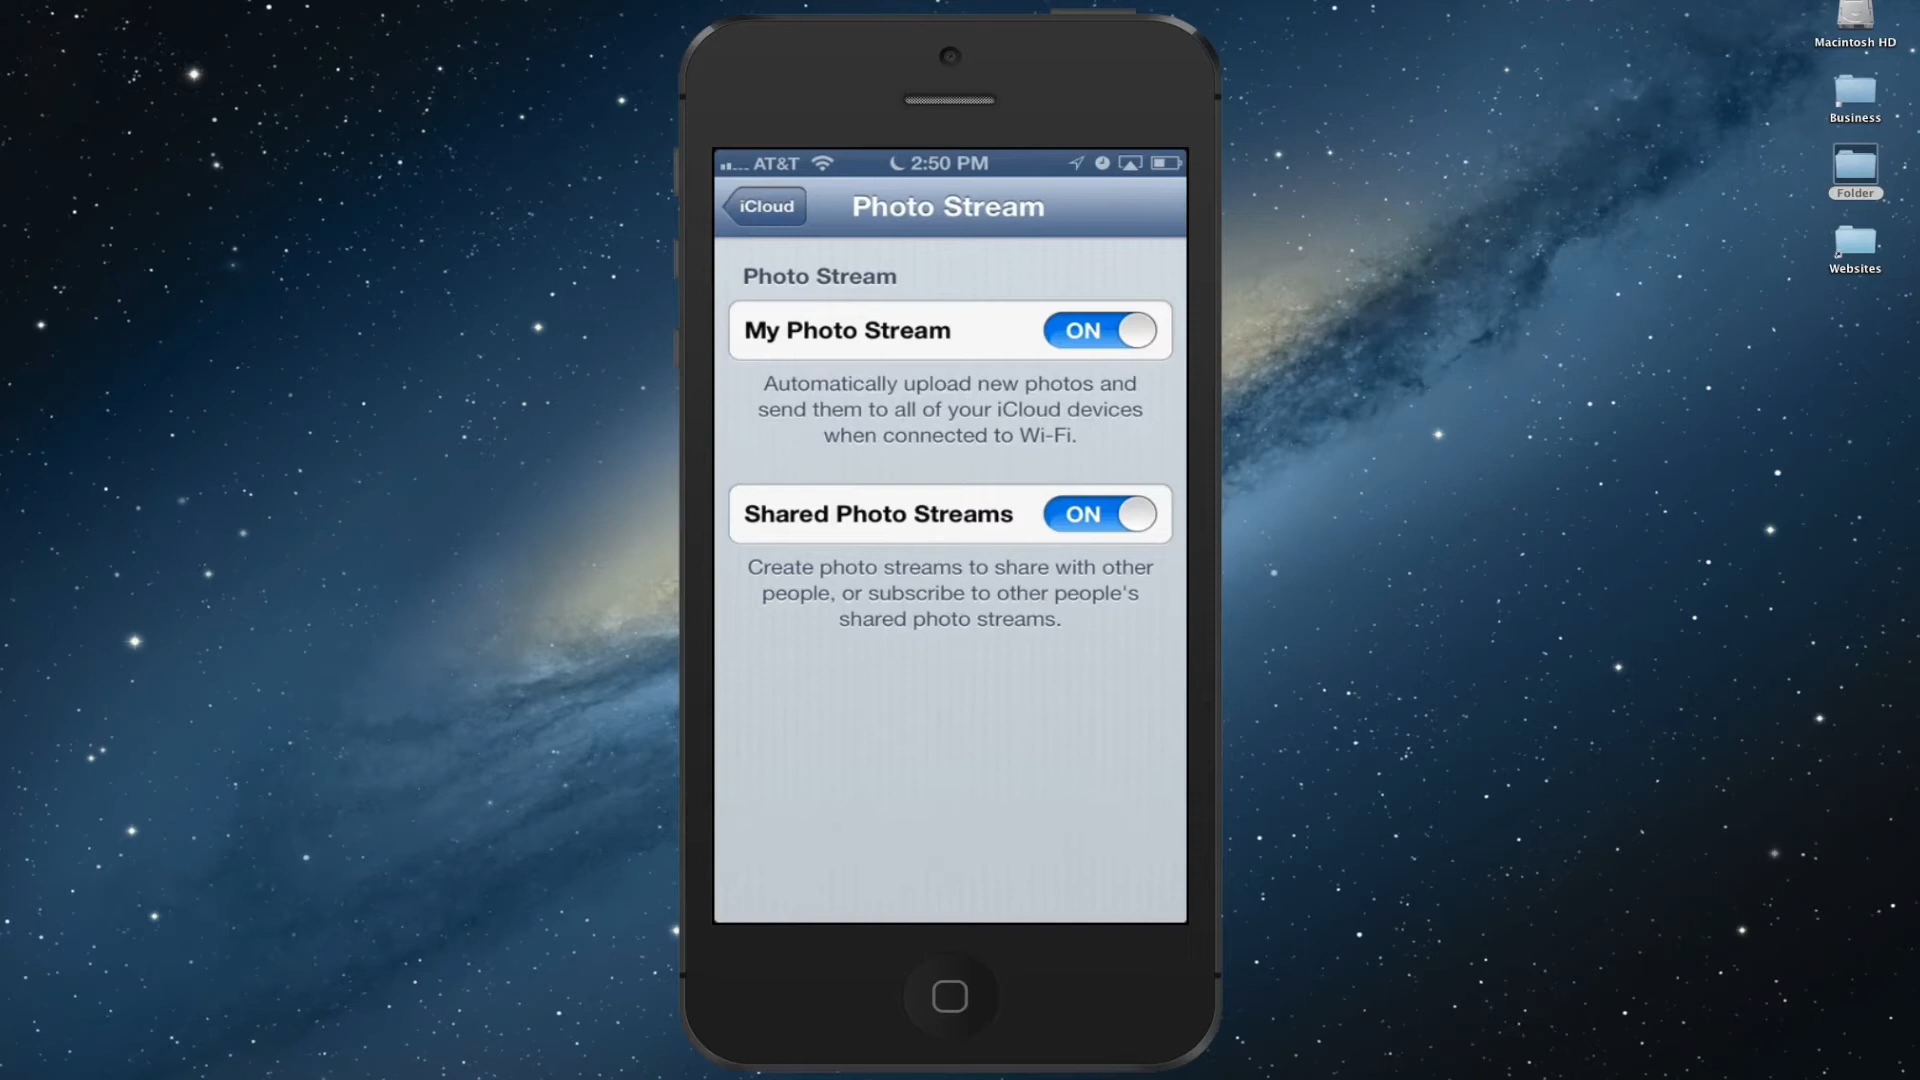 Macintosh HD
Business
Folder
Websites
AT&T 2:50 PM
iCloud Photo Stream
Photo Stream
My Photo Stream ON
Automatically upload new photos and
send them to all of your iCloud devices
when connected to Wi-Fi.
Shared Photo Streams ON
Create photo streams to share with other
people, or subscribe to other people's
shared photo streams.